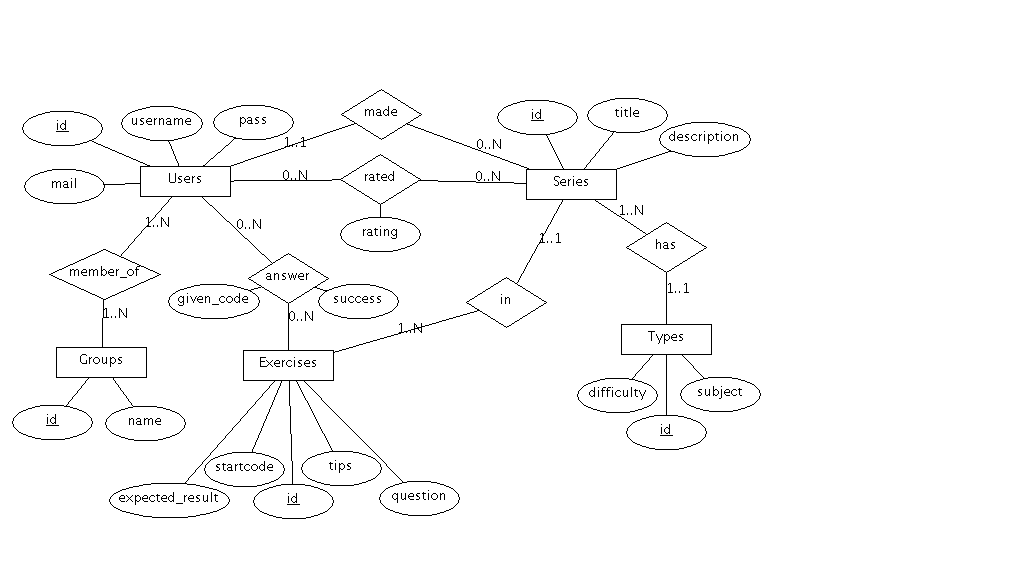 made
id
username
pass
id
title
description
1..1
0..N
mail
Users
0..N
rated
0..N
Series
1..N
0..N
rating
1..N
1..1
has
member_of
answer
given_code
success
in
1..1
1..N
0..N
1..N
Groups
Exercises
Types
id
name
difficulty
subject
id
startcode
tips
expected_result
id
question